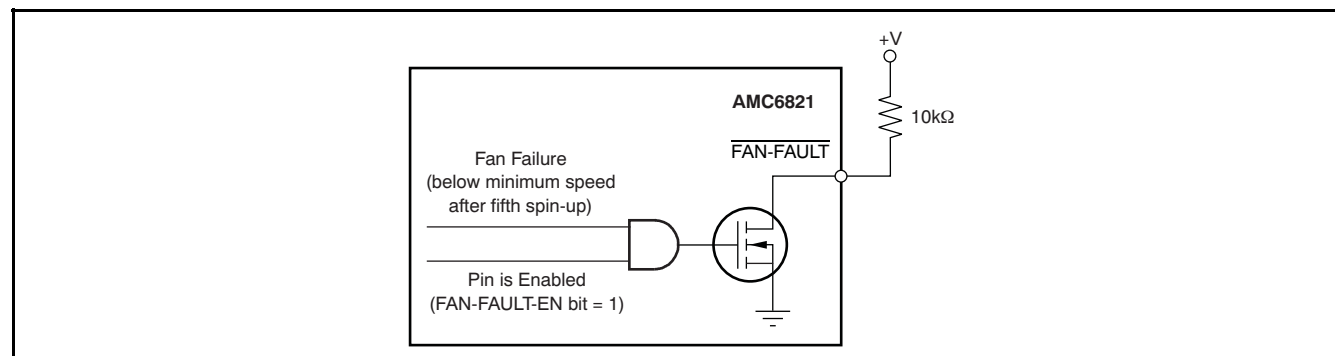 +V
AMC6821
10kΩ
FAN-FAULT
Fan Failure
(below minimum speed
after fifth spin-up)
Pin is Enabled
(FAN-FAULT-EN bit = 1)